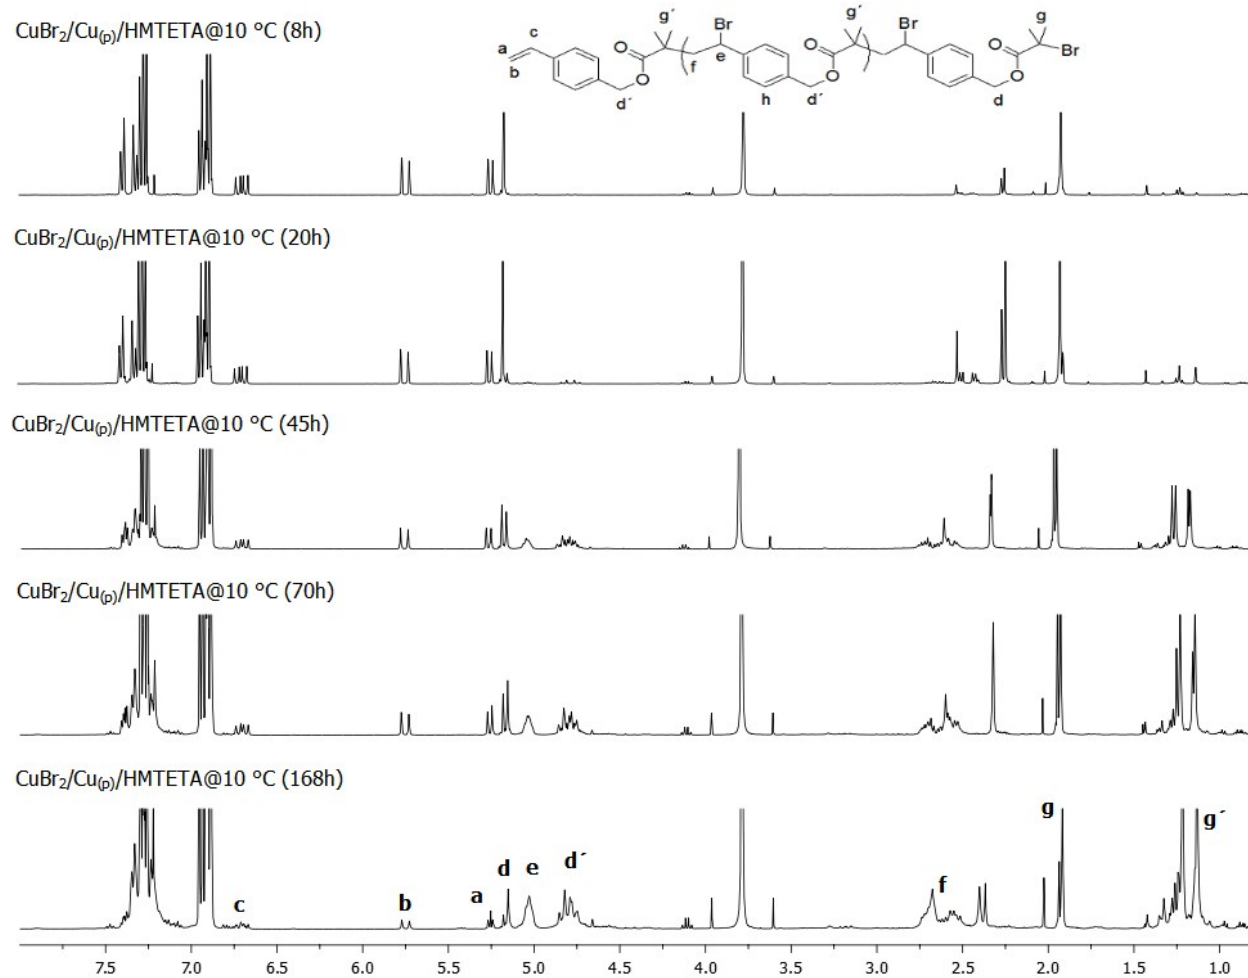 CuBr₂/Cu₍ₚ₎/HMTETA@10 °C (8h)
g´ Br g´ Br g
a c O O O Br
b O f e O O
d´ h d´ d
CuBr₂/Cu₍ₚ₎/HMTETA@10 °C (20h)
CuBr₂/Cu₍ₚ₎/HMTETA@10 °C (45h)
CuBr₂/Cu₍ₚ₎/HMTETA@10 °C (70h)
CuBr₂/Cu₍ₚ₎/HMTETA@10 °C (168h)
c b a d e d´ f g g´
7.5 7.0 6.5 6.0 5.5 5.0 4.5 4.0 3.5 3.0 2.5 2.0 1.5 1.0